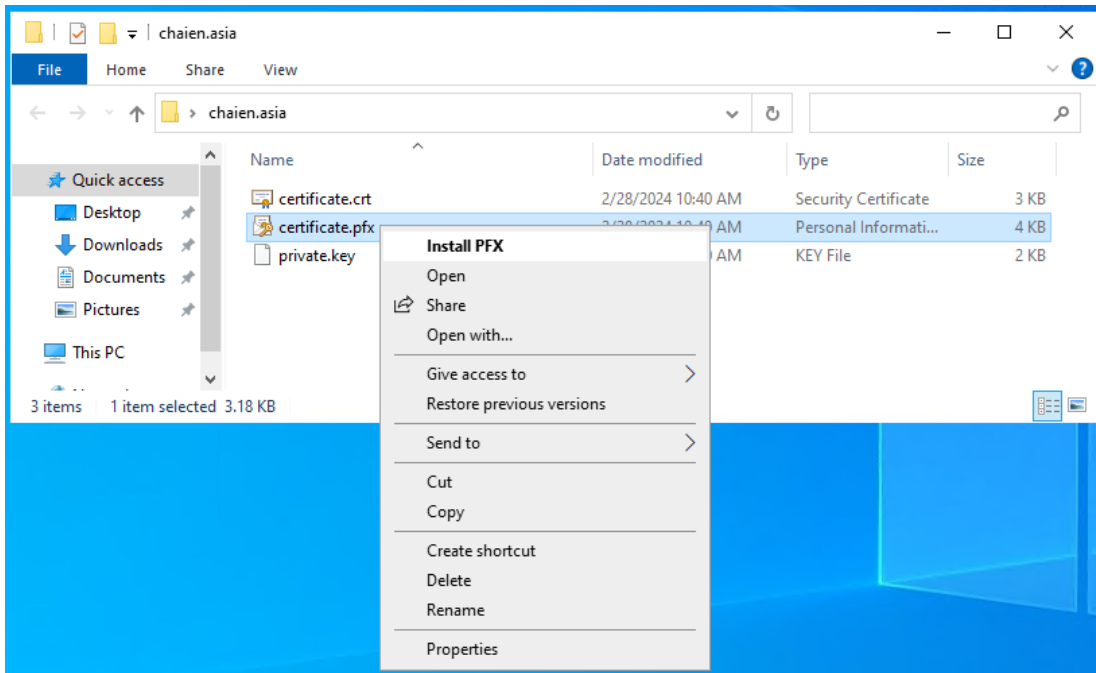 chaien.asia
File Home Share View
chaien.asia
Name Date modified Type Size
Quick access
Desktop
Downloads
Documents
Pictures
This PC
certificate.crt 2/28/2024 10:40 AM Security Certificate 3 KB
certificate.pfx AM Personal Informati... 4 KB
private.key AM KEY File 2 KB
3 items 1 item selected 3.18 KB
Install PFX
Open
Share
Open with...
Give access to
Restore previous versions
Send to
Cut
Copy
Create shortcut
Delete
Rename
Properties